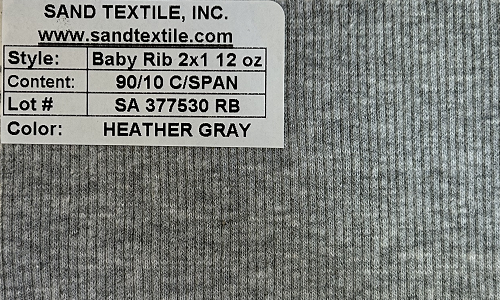 SAND TEXTILE, INC.
www.sandtextile.com
Style: Baby Rib 2x1 12 oz
Content: 90/10 C/SPAN
Lot # SA 377530 RB
Color: HEATHER GRAY